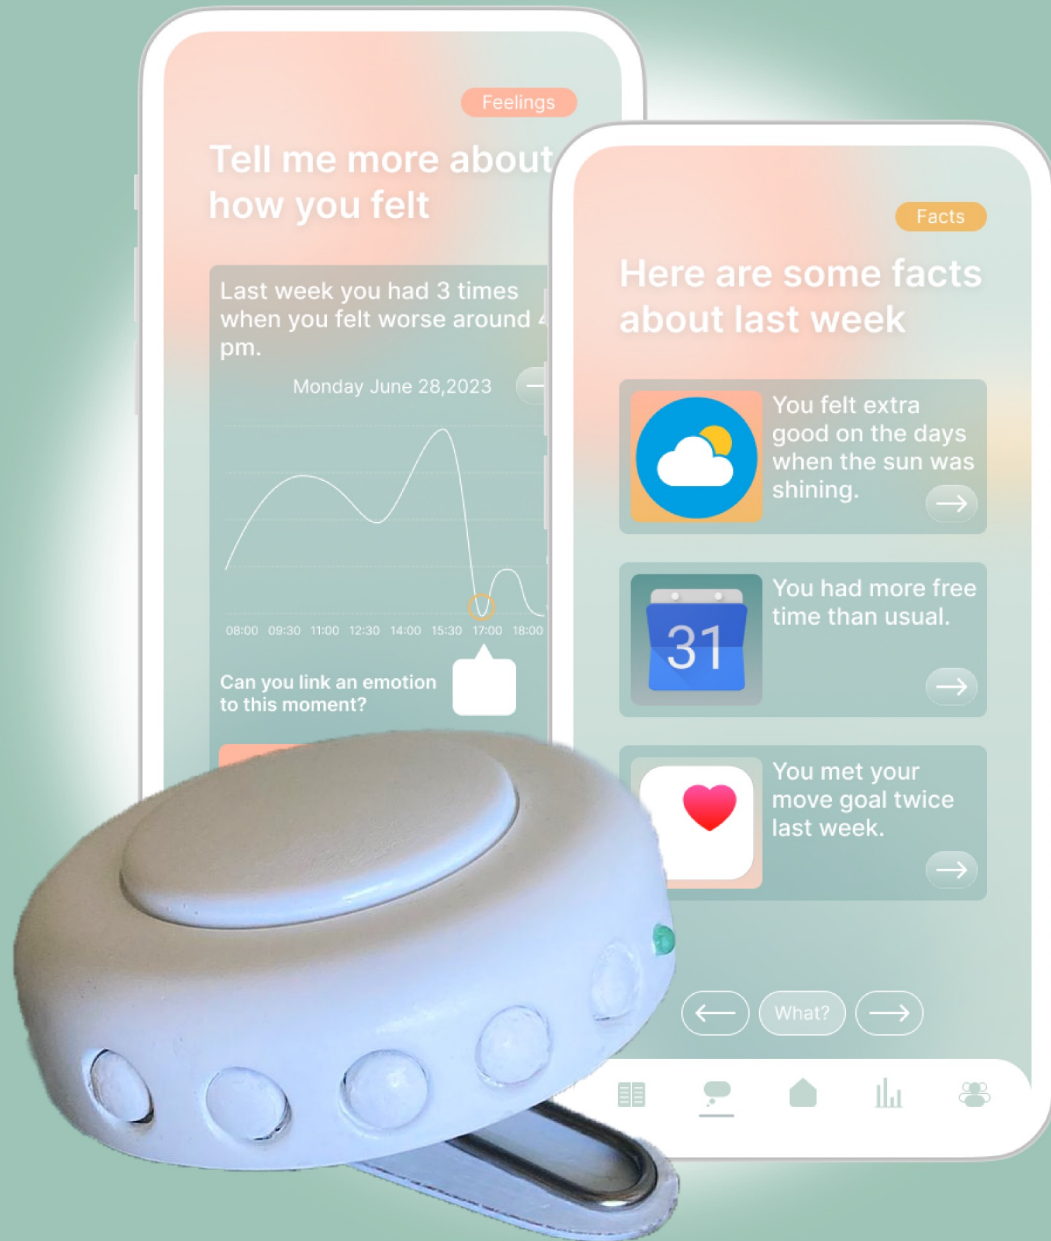 Feelings
Tell me more about
how you felt
Last week you had 3 times
when you felt worse around
pm.
Monday June 28,2023
08:00 09:30 11:00 12:30 14:00 15:30 17:00 18:00
Can you link an emotion
to this moment?
Facts
Here are some facts
about last week
You felt extra
good on the days
when the sun was
shining.
31
You had more free
time than usual.
You met your
move goal twice
last week.
What?